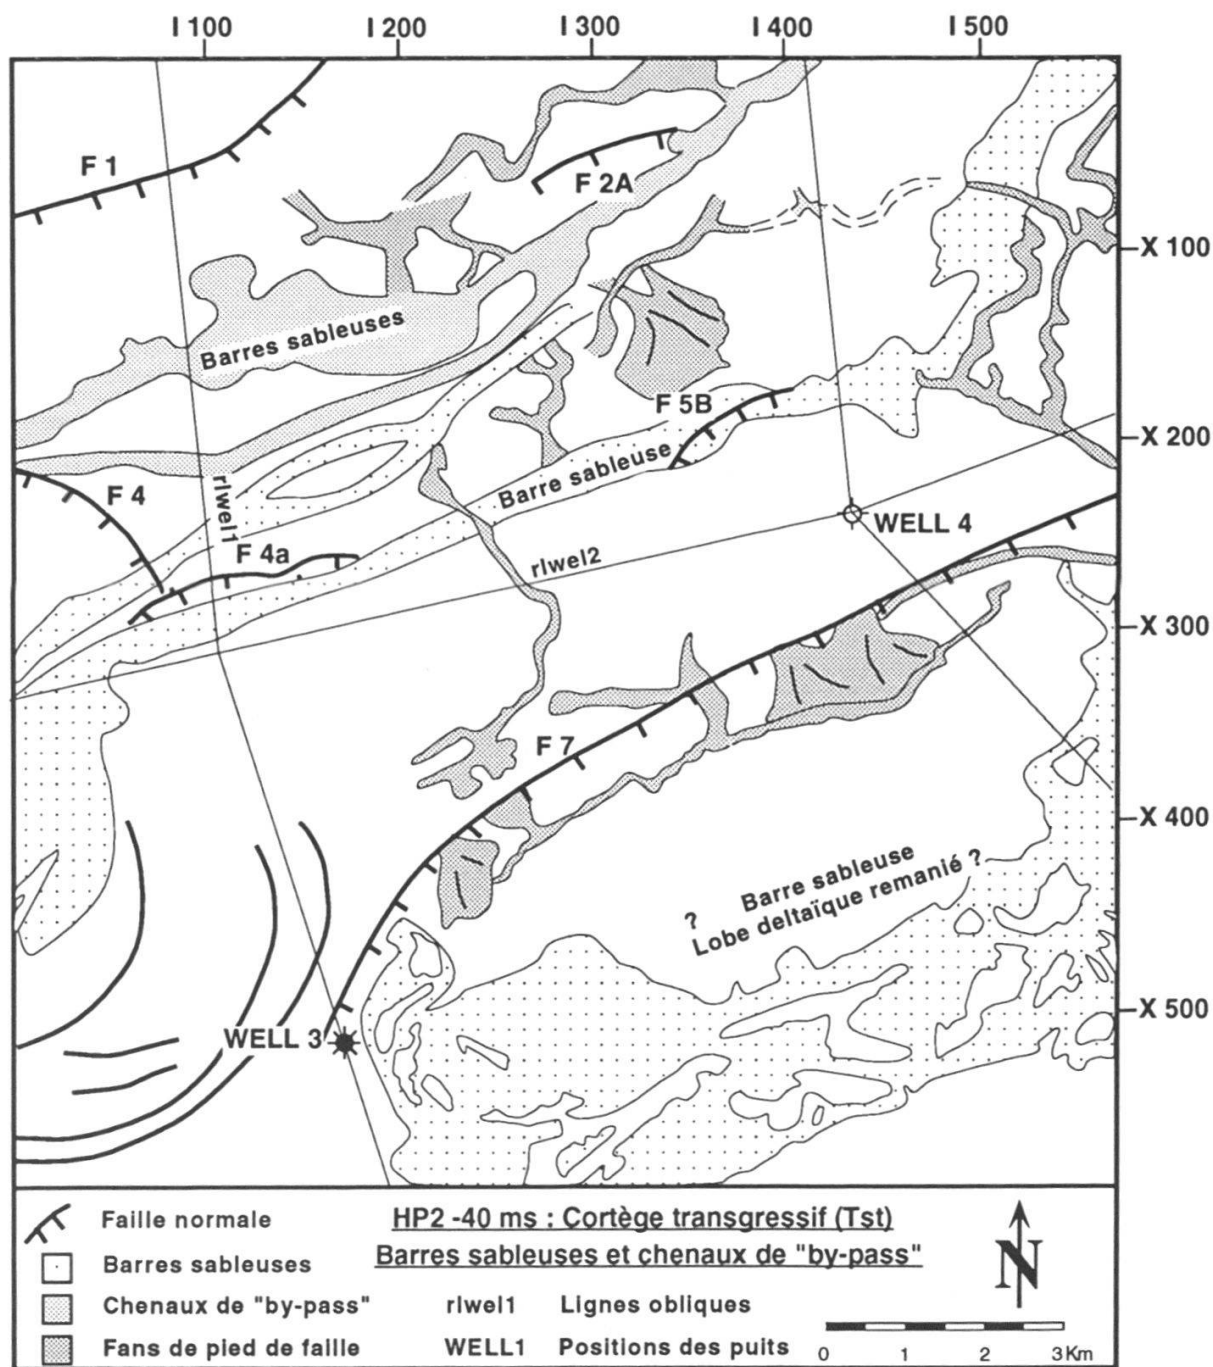 I 100 I 200 I 300 I 400 I 500
F 1
F 2A
X 100
Barres sableuses
F 5B
X 200
Barre sableuse
F 4
rlwel1
WELL 4
F 4a
rlwel2
X 300
F 7
X 400
? Barre sableuse
Lobe deltaïque remanié ?
X 500
WELL 3
Faille normale
HP2 -40 ms : Cortège transgressif (Tst)
Barres sableuses et chenaux de "by-pass"
N
Barres sableuses
Chenaux de "by-pass"
rlwel1 Lignes obliques
Fans de pied de faille
WELL1 Positions des puits
0 1 2 3 Km